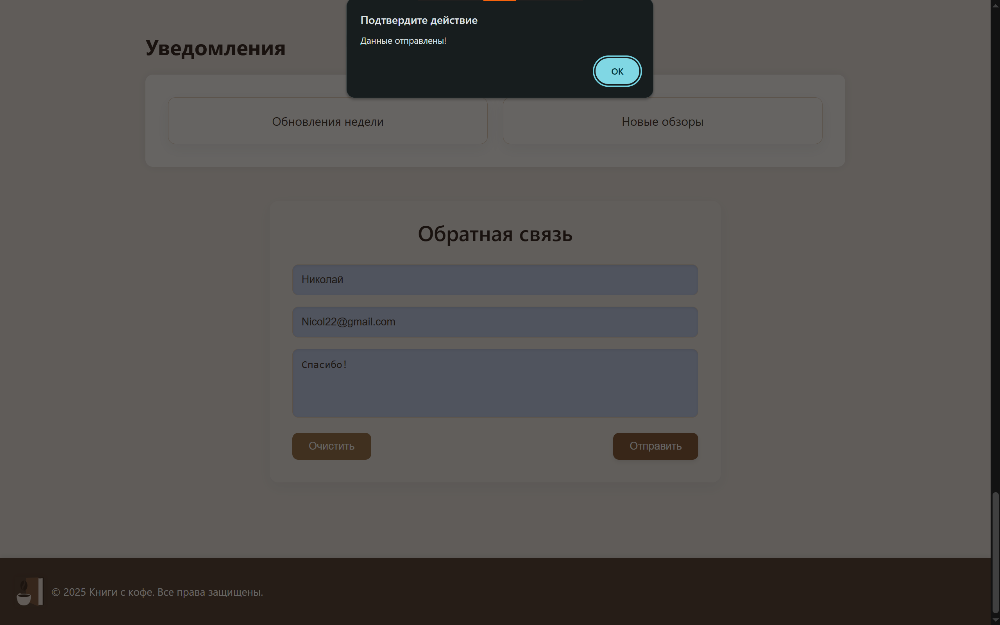 Подтвердите действие
Данные отправлены!
ОК
Уведомления
Обновления недели
Новые обзоры
Обратная связь
Николай
Nicol22@gmail.com
Спасибо!
Очистить
Отправить
© 2025 Книги с кофе. Все права защищены.